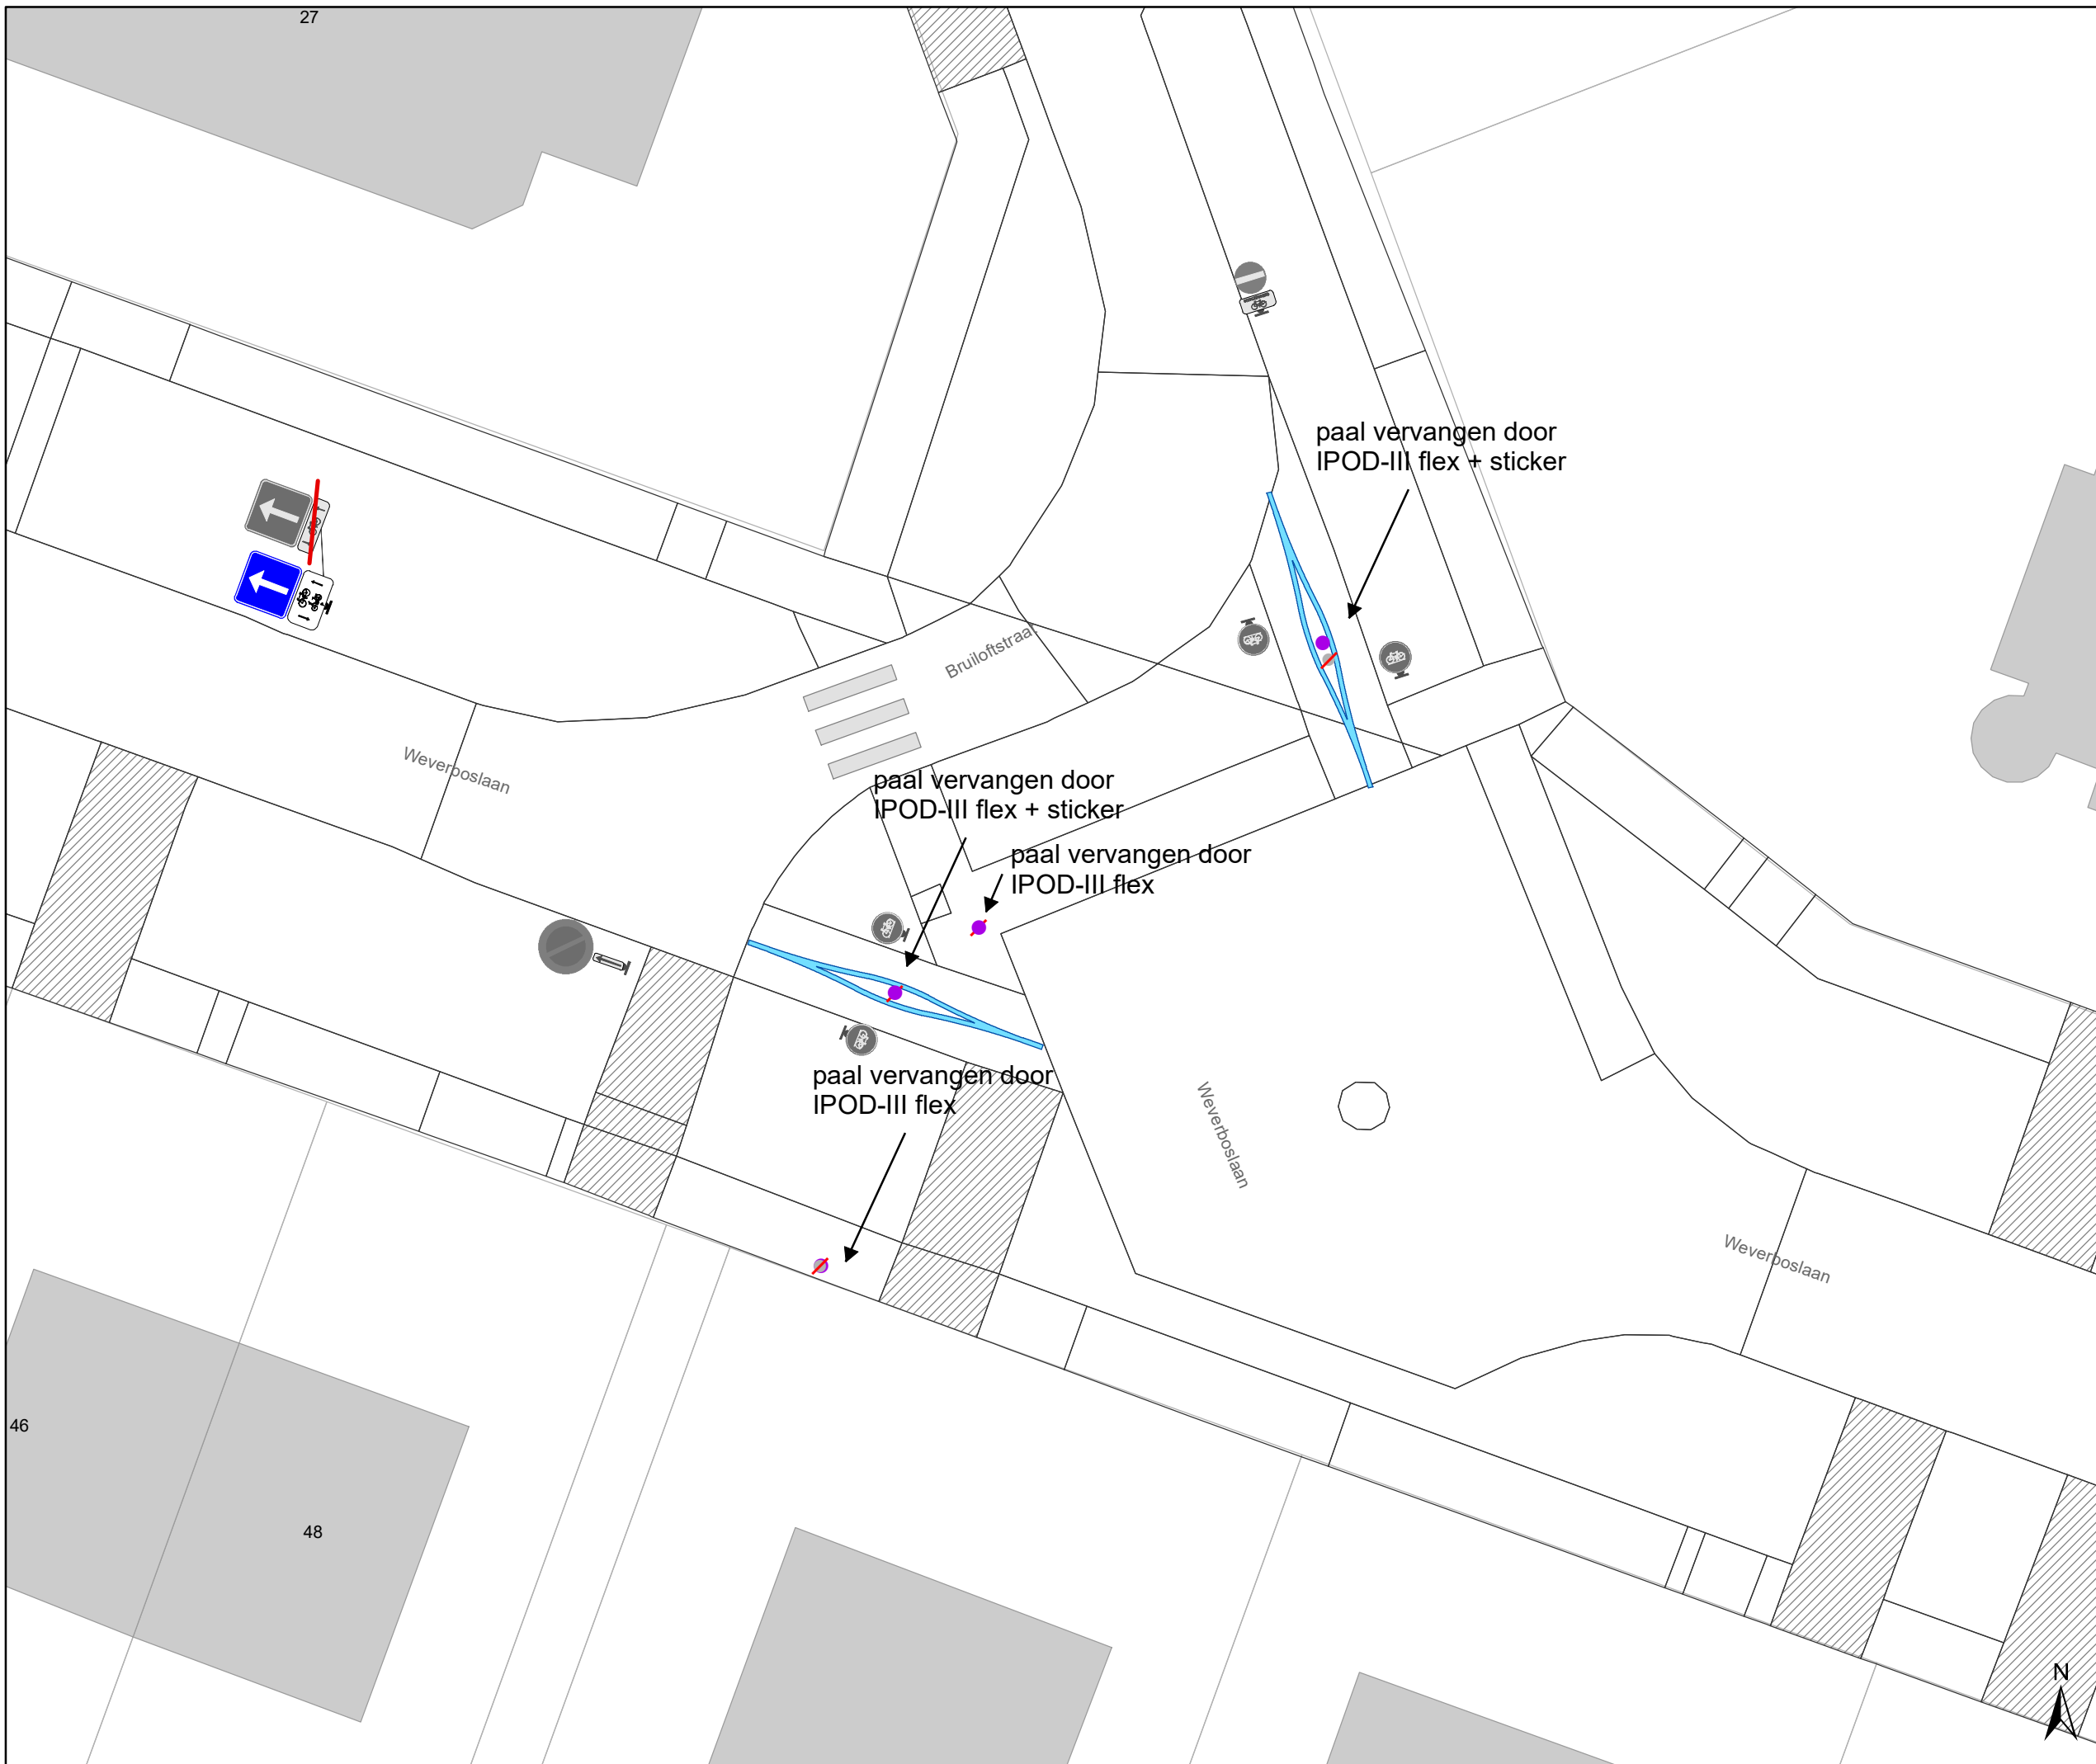 27
paal vervangen door
IPOD-III flex + sticker
Bruiloftstraat
Weverboslaan
paal vervangen door
IPOD-III flex + sticker
paal vervangen door
IPOD-III flex
paal vervangen door
IPOD-III flex
Weverboslaan
Weverboslaan
46
48
N